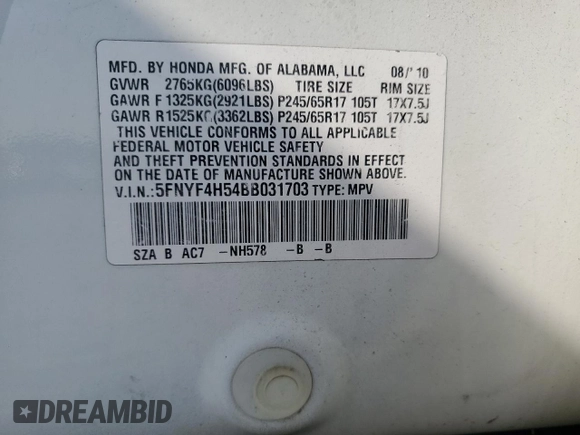 MFD. BY HONDA MFG. OF ALABAMA, LLC 08/'10
GVWR 2765KG(6096LBS) TIRE SIZE RIM SIZE
GAWR F 1325KG(2921LBS) P245/65R17 105T 17X7.5J
GAWR R 1525KG(3362LBS) P245/65R17 105T 17X7.5J
THIS VEHICLE CONFORMS TO ALL APPLICABLE
FEDERAL MOTOR VEHICLE SAFETY
AND THEFT PREVENTION STANDARDS IN EFFECT
ON THE DATE OF MANUFACTURE SHOWN ABOVE.
V.I.N.:5FNYF4H54BB031703 TYPE: MPV
SZA B AC7 -NH578 -B -B
DREAMBID